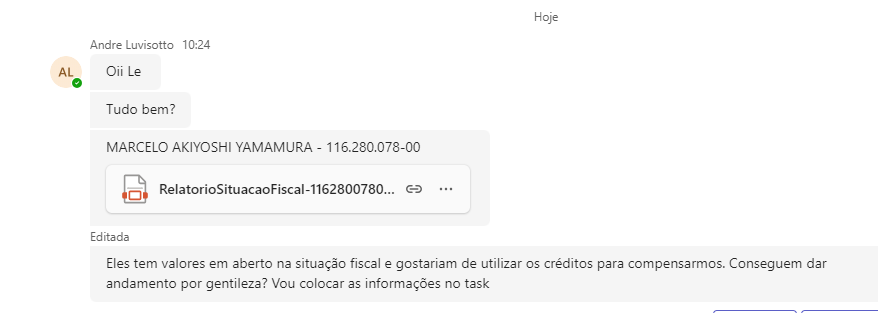 Hoje
Andre Luvisotto 10:24
AL
Oii Le
Tudo bem?
MARCELO AKIYOSHI YAMAMURA - 116.280.078-00
RelatorioSituacaoFiscal-1162800780...
Editada
Eles tem valores em aberto na situação fiscal e gostariam de utilizar os créditos para compensarmos. Conseguem dar
andamento por gentileza? Vou colocar as informações no task